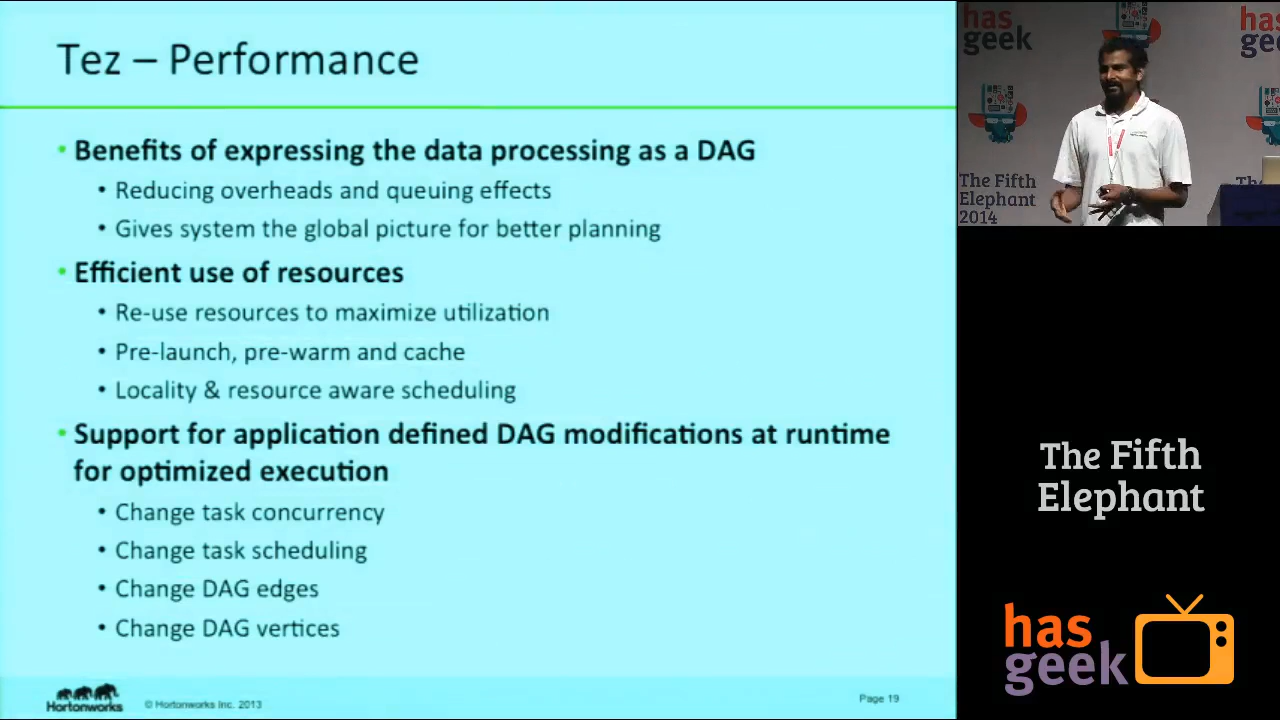 Tez – Performance
• Benefits of expressing the data processing as a DAG
• Reducing overheads and queuing effects
• Gives system the global picture for better planning
• Efficient use of resources
• Re-use resources to maximize utilization
• Pre-launch, pre-warm and cache
• Locality & resource aware scheduling
• Support for application defined DAG modifications at runtime
for optimized execution
• Change task concurrency
• Change task scheduling
• Change DAG edges
• Change DAG vertices
Hortonworks
© Hortonworks Inc. 2013
Page 19
has
geek
has
ge
The Fifth
Elephant
2014
The Fifth
Elephant
has
geek